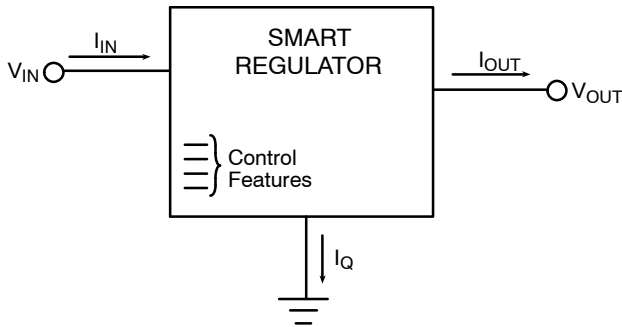 I_IN
SMART
REGULATOR
V_IN
I_OUT
V_OUT
Control
Features
I_Q